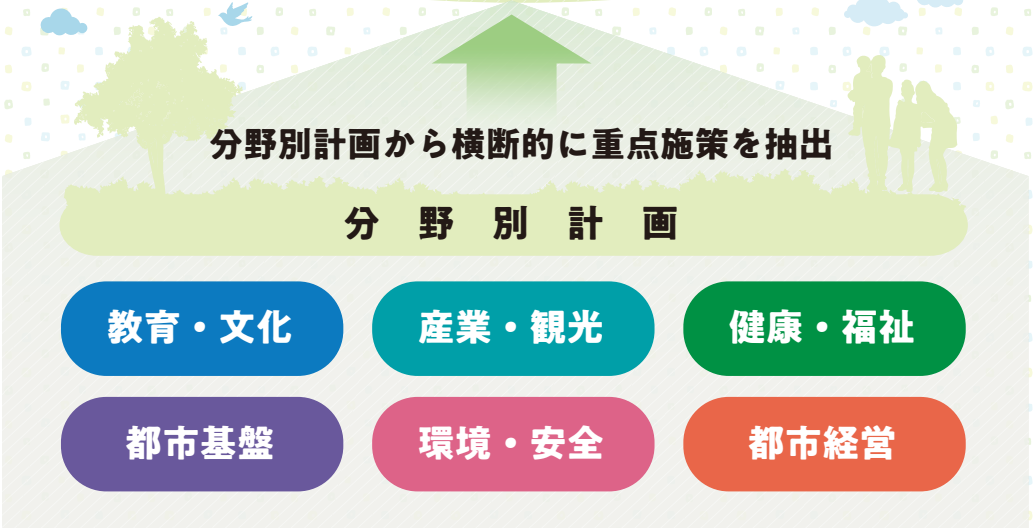 分野別計画から横断的に重点施策を抽出
分野別計画
教育・文化
産業・観光
健康・福祉
都市基盤
環境・安全
都市経営